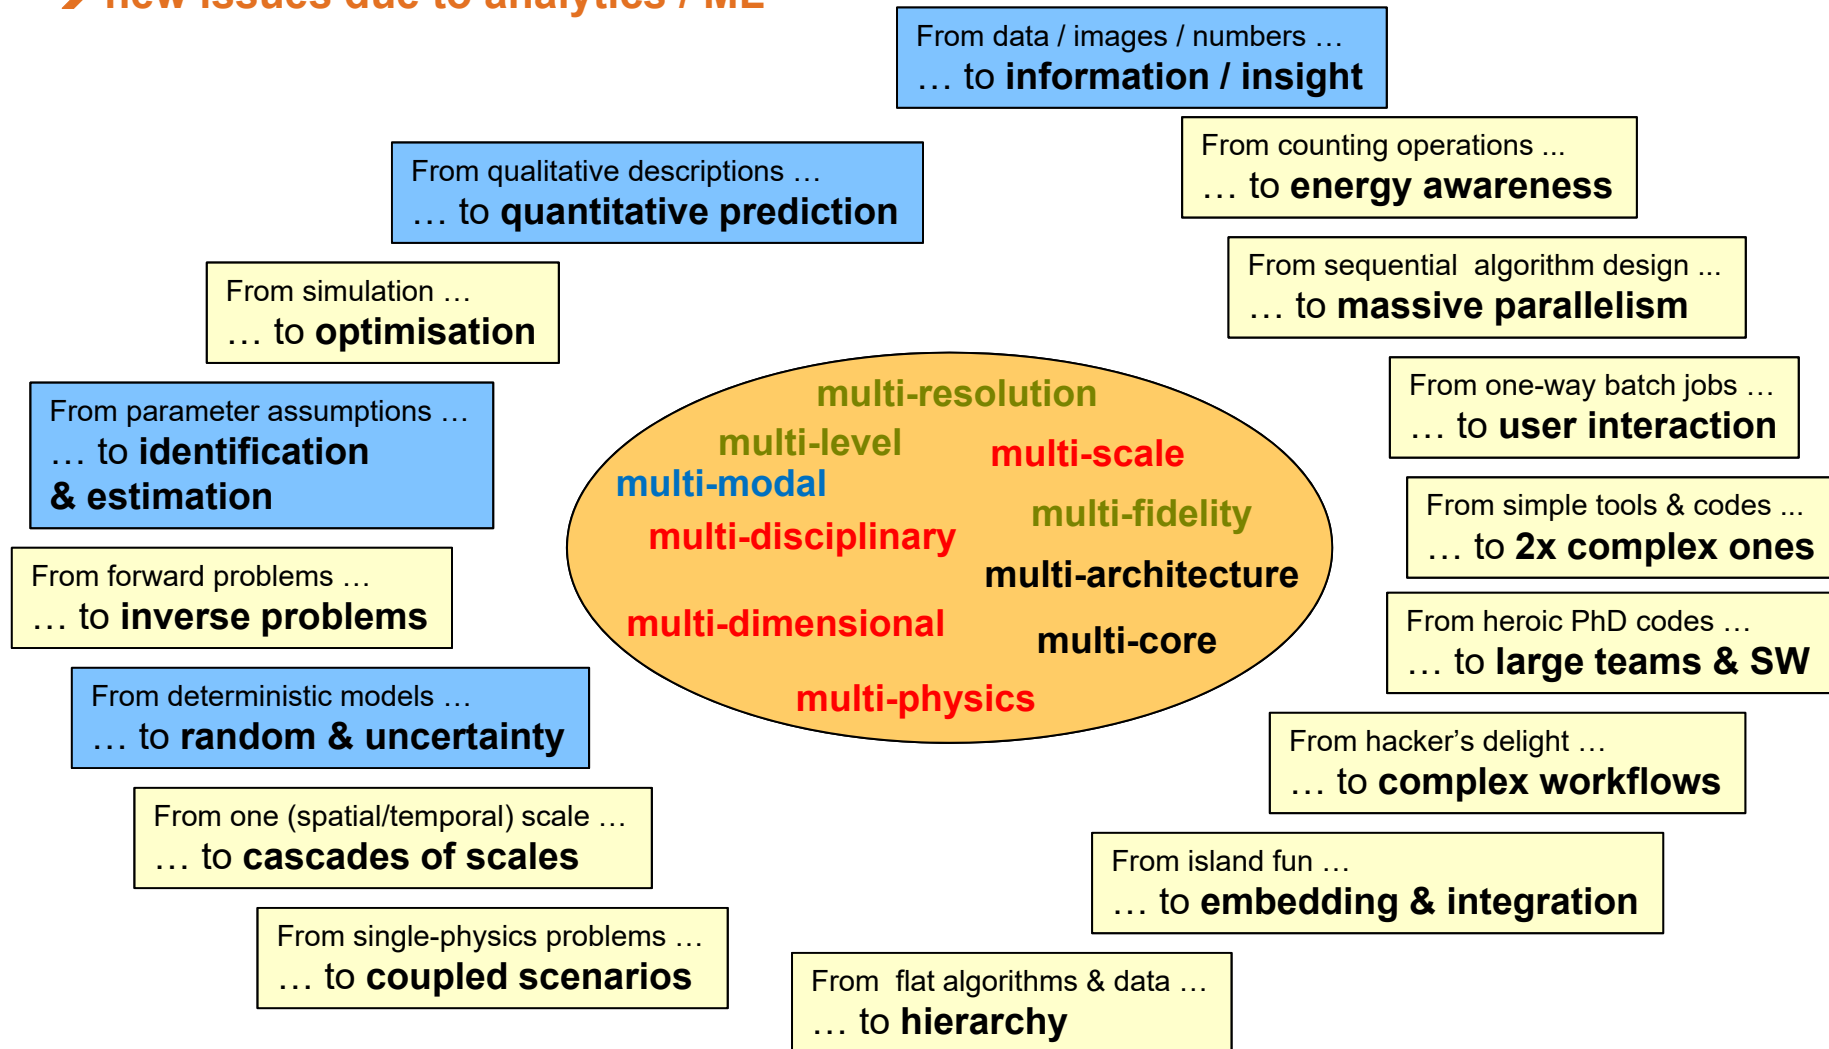 new issues due to analytics / ML
From data / images / numbers …
… to information / insight
From qualitative descriptions …
… to quantitative prediction
From counting operations ...
… to energy awareness
From simulation …
… to optimisation
From sequential  algorithm design ...
… to massive parallelism
From parameter assumptions …
… to identification
& estimation
From one-way batch jobs …
… to user interaction
multi-resolution
multi-level
multi-scale
multi-modal
multi-fidelity
multi-disciplinary
multi-architecture
multi-dimensional
multi-core
multi-physics
From simple tools & codes ...
… to 2x complex ones
From forward problems …
… to inverse problems
From heroic PhD codes …
… to large teams & SW
From deterministic models …
… to random & uncertainty
From hacker’s delight …
… to complex workflows
From one (spatial/temporal) scale …
… to cascades of scales
From island fun …
… to embedding & integration
From single-physics problems …
… to coupled scenarios
From  flat algorithms & data …
… to hierarchy